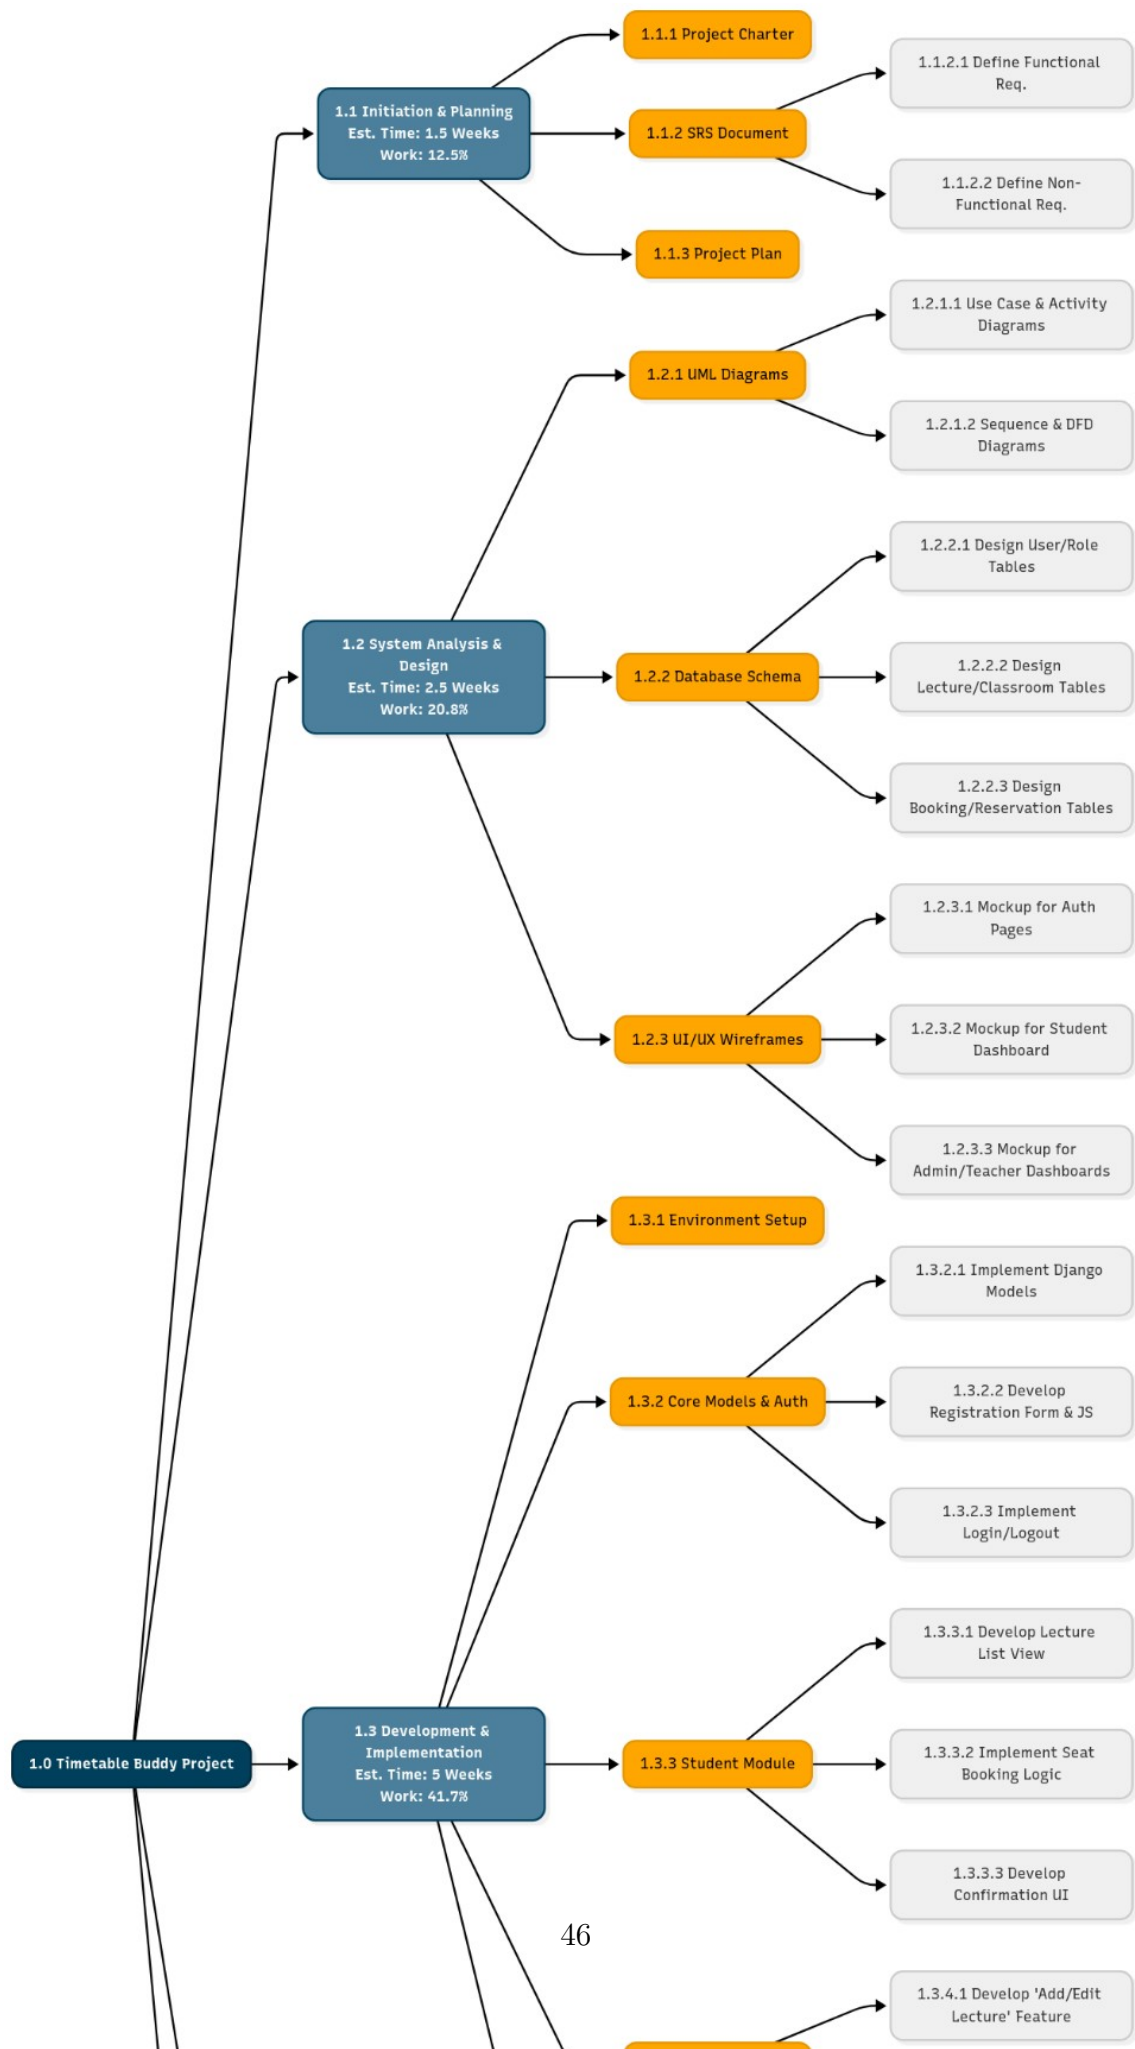 1.1.1 Project Charter
1.1.2.1 Define Functional
Req.
1.1 Initiation & Planning
Est. Time: 1.5 Weeks
Work: 12.5%
1.1.2 SRS Document
1.1.2.2 Define Non-
Functional Req.
1.1.3 Project Plan
1.2.1.1 Use Case & Activity
Diagrams
1.2.1 UML Diagrams
1.2.1.2 Sequence & DFD
Diagrams
1.2.2.1 Design User/Role
Tables
1.2 System Analysis &
Design
Est. Time: 2.5 Weeks
Work: 20.8%
1.2.2 Database Schema
1.2.2.2 Design
Lecture/Classroom Tables
1.2.2.3 Design
Booking/Reservation Tables
1.2.3.1 Mockup for Auth
Pages
1.2.3 UI/UX Wireframes
1.2.3.2 Mockup for Student
Dashboard
1.2.3.3 Mockup for
Admin/Teacher Dashboards
1.3.1 Environment Setup
1.3.2.1 Implement Django
Models
1.3.2 Core Models & Auth
1.3.2.2 Develop
Registration Form & JS
1.3.2.3 Implement
Login/Logout
1.3.3.1 Develop Lecture
List View
1.0 Timetable Buddy Project
1.3 Development &
Implementation
Est. Time: 5 Weeks
Work: 41.7%
1.3.3 Student Module
1.3.3.2 Implement Seat
Booking Logic
1.3.3.3 Develop
Confirmation UI
46
1.3.4.1 Develop 'Add/Edit
Lecture' Feature